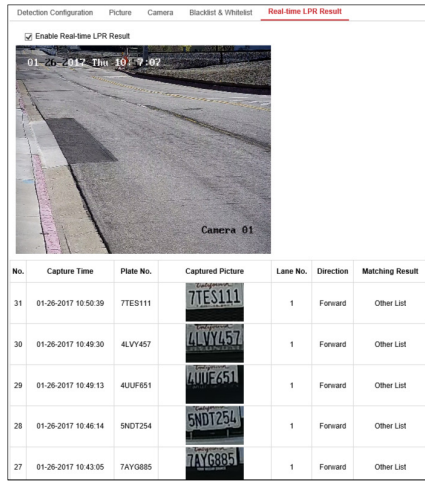 Detection Configuration Picture Camera Blacklist & Whitelist Real-time LPR Result
Enable Real-time LPR Result
01-26-2017 Thu 10: 7:02
Camera 01
No. Capture Time Plate No. Captured Picture Lane No. Direction Matching Result
31 01-26-2017 10:50:39 7TES111 California 7TES111 1 Forward Other List
30 01-26-2017 10:49:30 4LVY457 4LVY457 1 Forward Other List
29 01-26-2017 10:49:13 4UUF651 4UUF651 1 Forward Other List
28 01-26-2017 10:46:14 5NDT254 California 5NDT254 1 Forward Other List
27 01-26-2017 10:43:05 7AYG885 California 7AYG885 1 Forward Other List